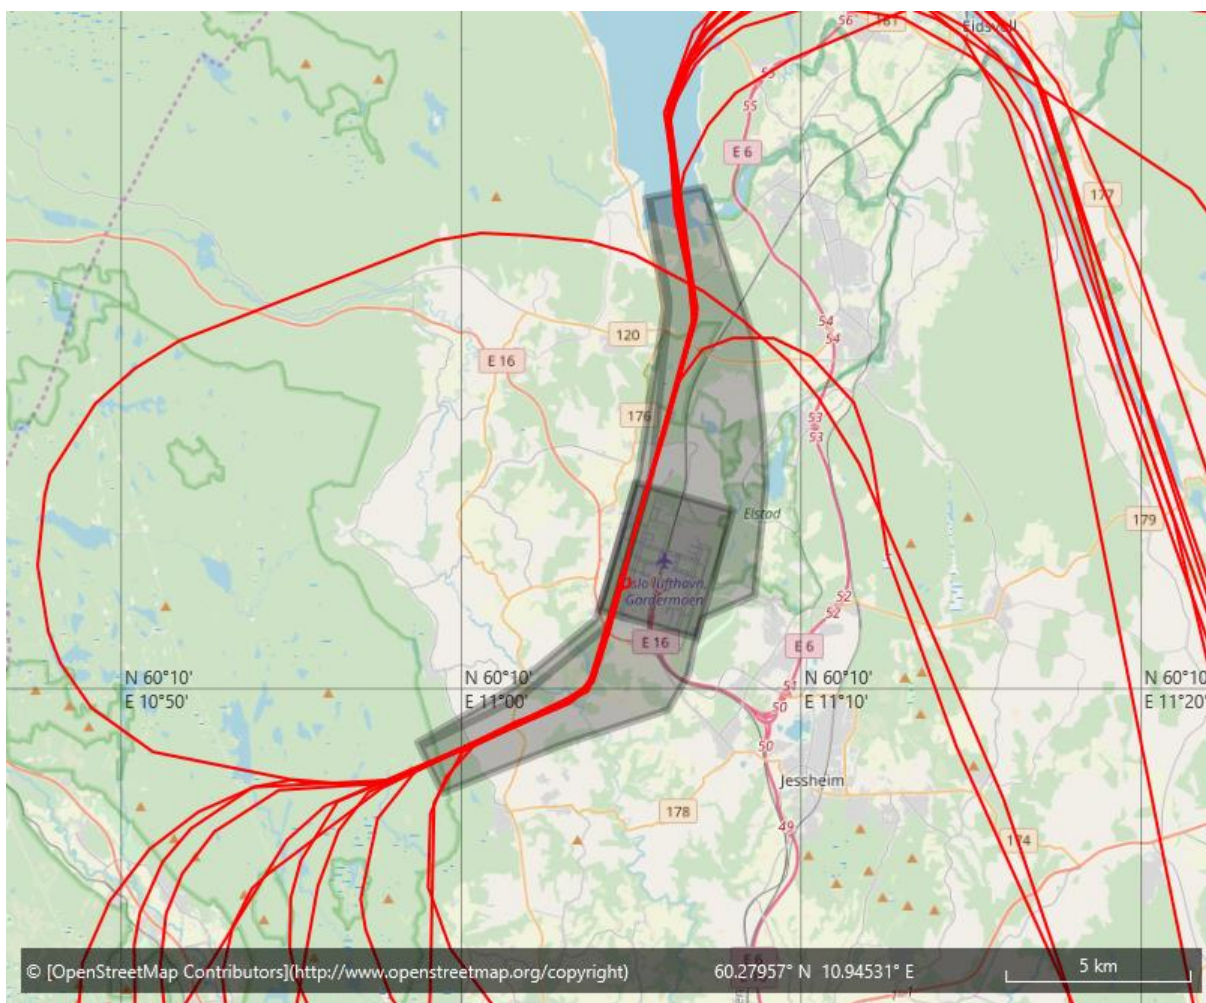 56
181
Eidsvoll
55
55
E 6
177
54
54
120
E 16
176
53
53
179
Elstad
Oslo lufthavn,
Gardermoen
52
52
E 16
E 6
N 60°10'
E 10°50'
N 60°10'
E 11°00'
N 60°10'
E 11°10'
N 60°10'
E 11°20'
51
50
50
Jessheim
178
49
174
E 6
© [OpenStreetMap Contributors](http://www.openstreetmap.org/copyright)
60.27957° N 10.94531° E
5 km